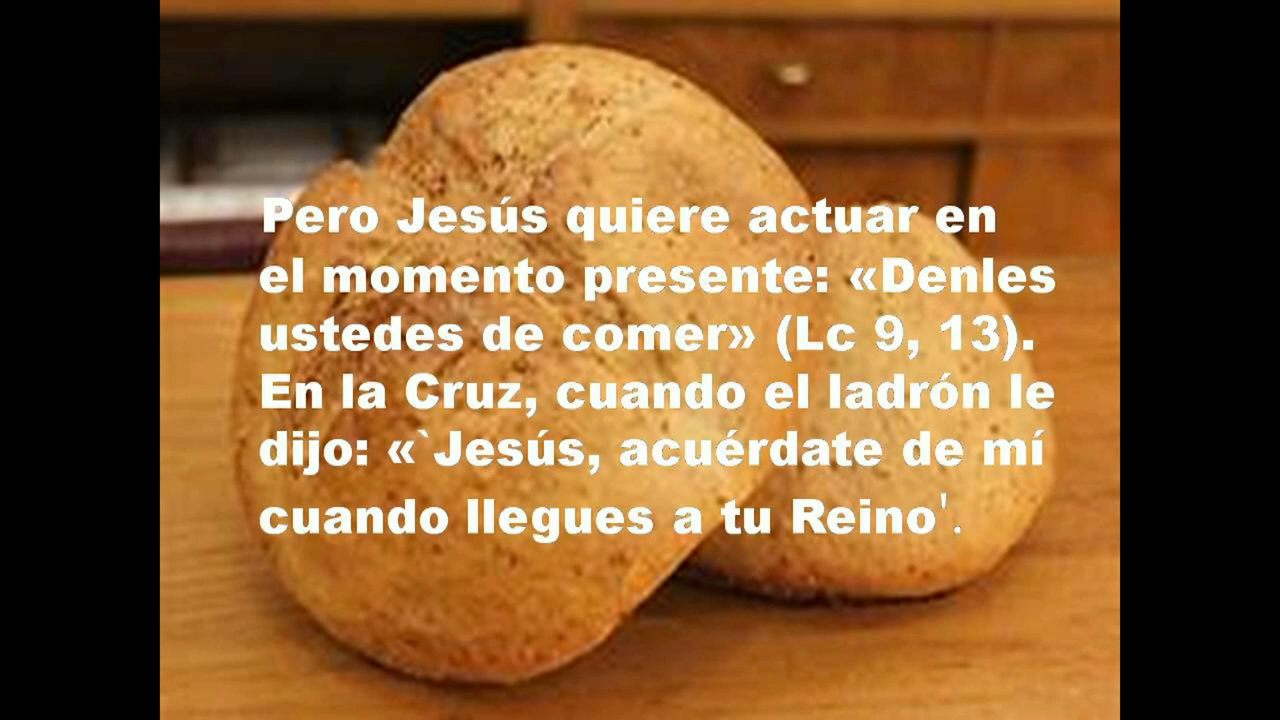 Pero Jesús quiere actuar en
el momento presente: «Denles
ustedes de comer» (Lc 9, 13).
En la Cruz, cuando el ladrón le
dijo: «`Jesús, acuérdate de mí
cuando llegues a tu Reino'.